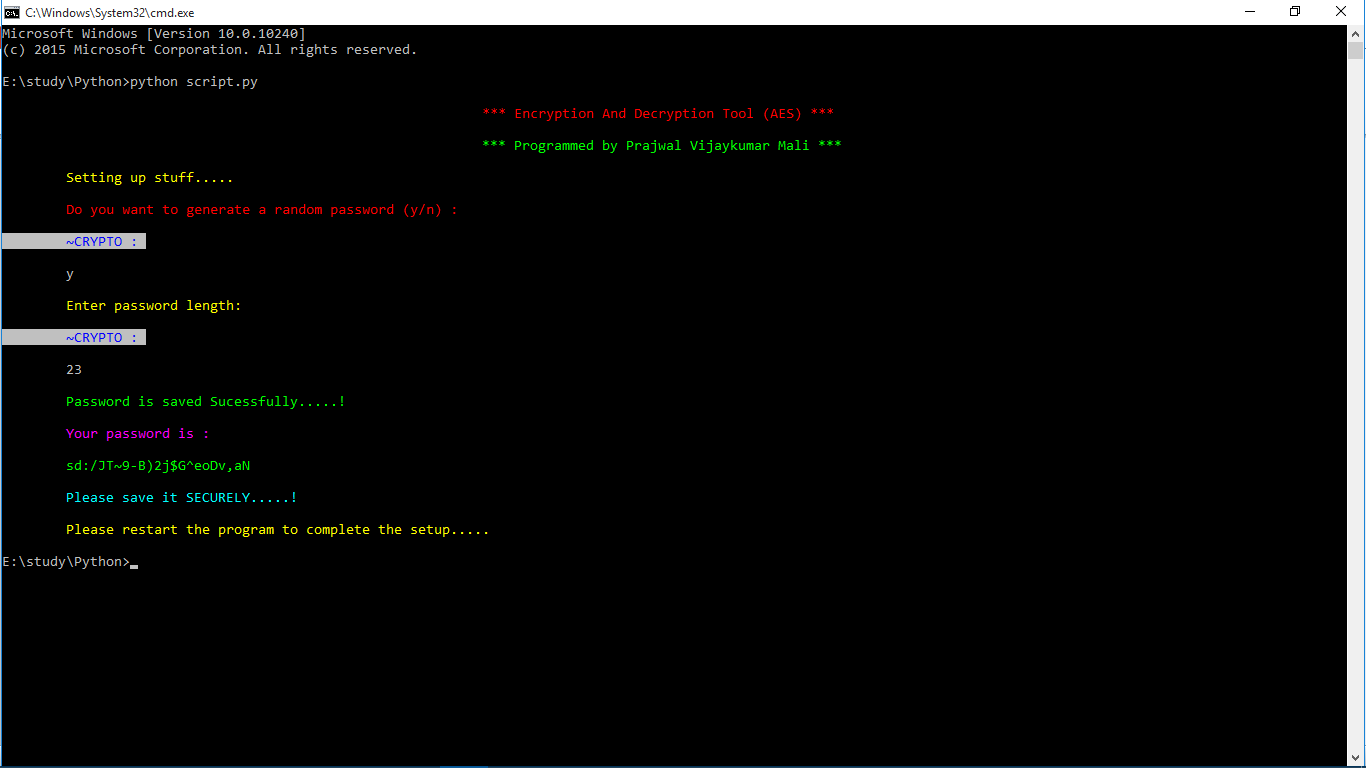 C:\Windows\System32\cmd.exe
Microsoft Windows [Version 10.0.10240]
(c) 2015 Microsoft Corporation. All rights reserved.
E:\study\Python>python script.py
*** Encryption And Decryption Tool (AES) ***
*** Programmed by Prajwal Vijaykumar Mali ***
Setting up stuff.....
Do you want to generate a random password (y/n) :
~CRYPTO :
y
Enter password length:
~CRYPTO :
23
Password is saved Sucessfully.....!
Your password is :
sd:/JT~9-B)2j$G^eoDv,aN
Please save it SECURELY.....!
Please restart the program to complete the setup.....
E:\study\Python>